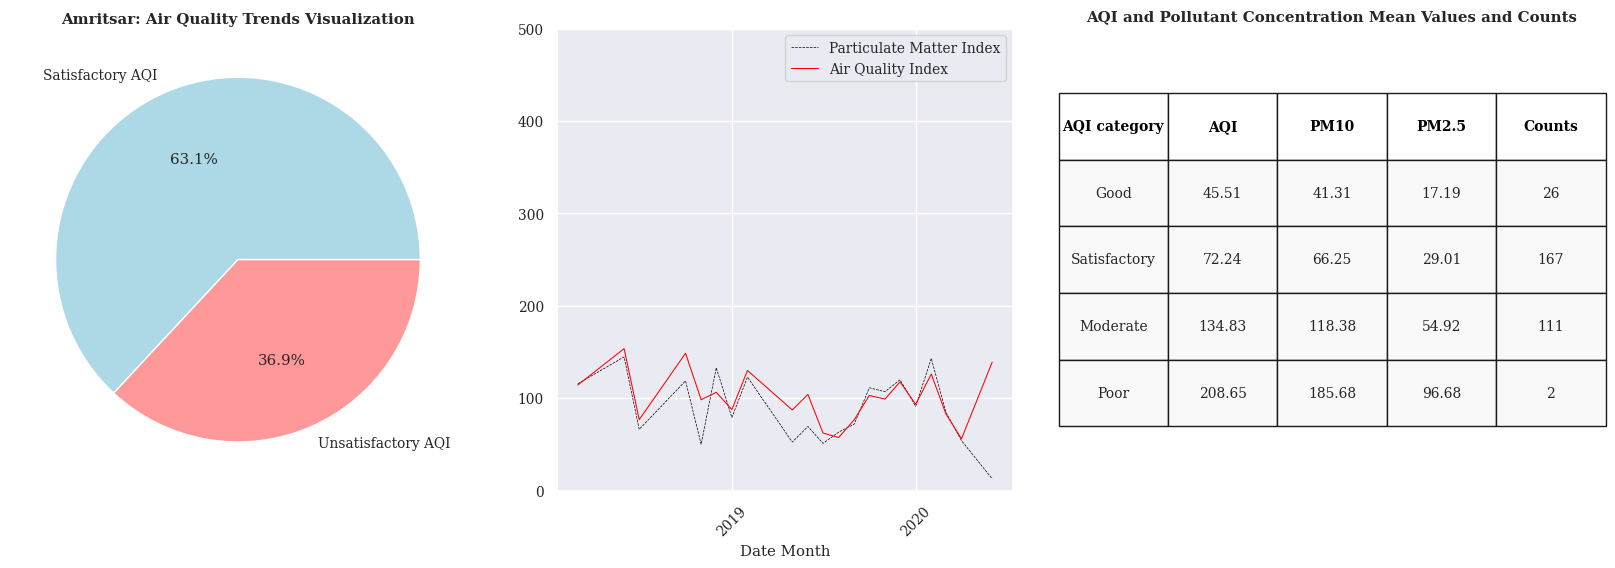 Amritsar: Air Quality Trends Visualization
Satisfactory AQI
63.1%
36.9%
Unsatisfactory AQI
500
400
300
200
100
0
Particulate Matter Index
Air Quality Index
2019
2020
Date Month
AQI and Pollutant Concentration Mean Values and Counts
AQI category AQI PM10 PM2.5 Counts
Good 45.51 41.31 17.19 26
Satisfactory 72.24 66.25 29.01 167
Moderate 134.83 118.38 54.92 111
Poor 208.65 185.68 96.68 2